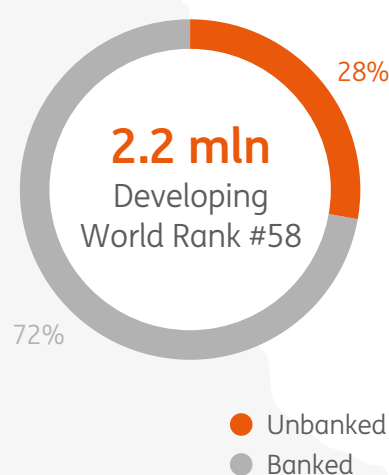 28%
2.2 mln
Developing
World Rank #58
72%
Unbanked
Banked